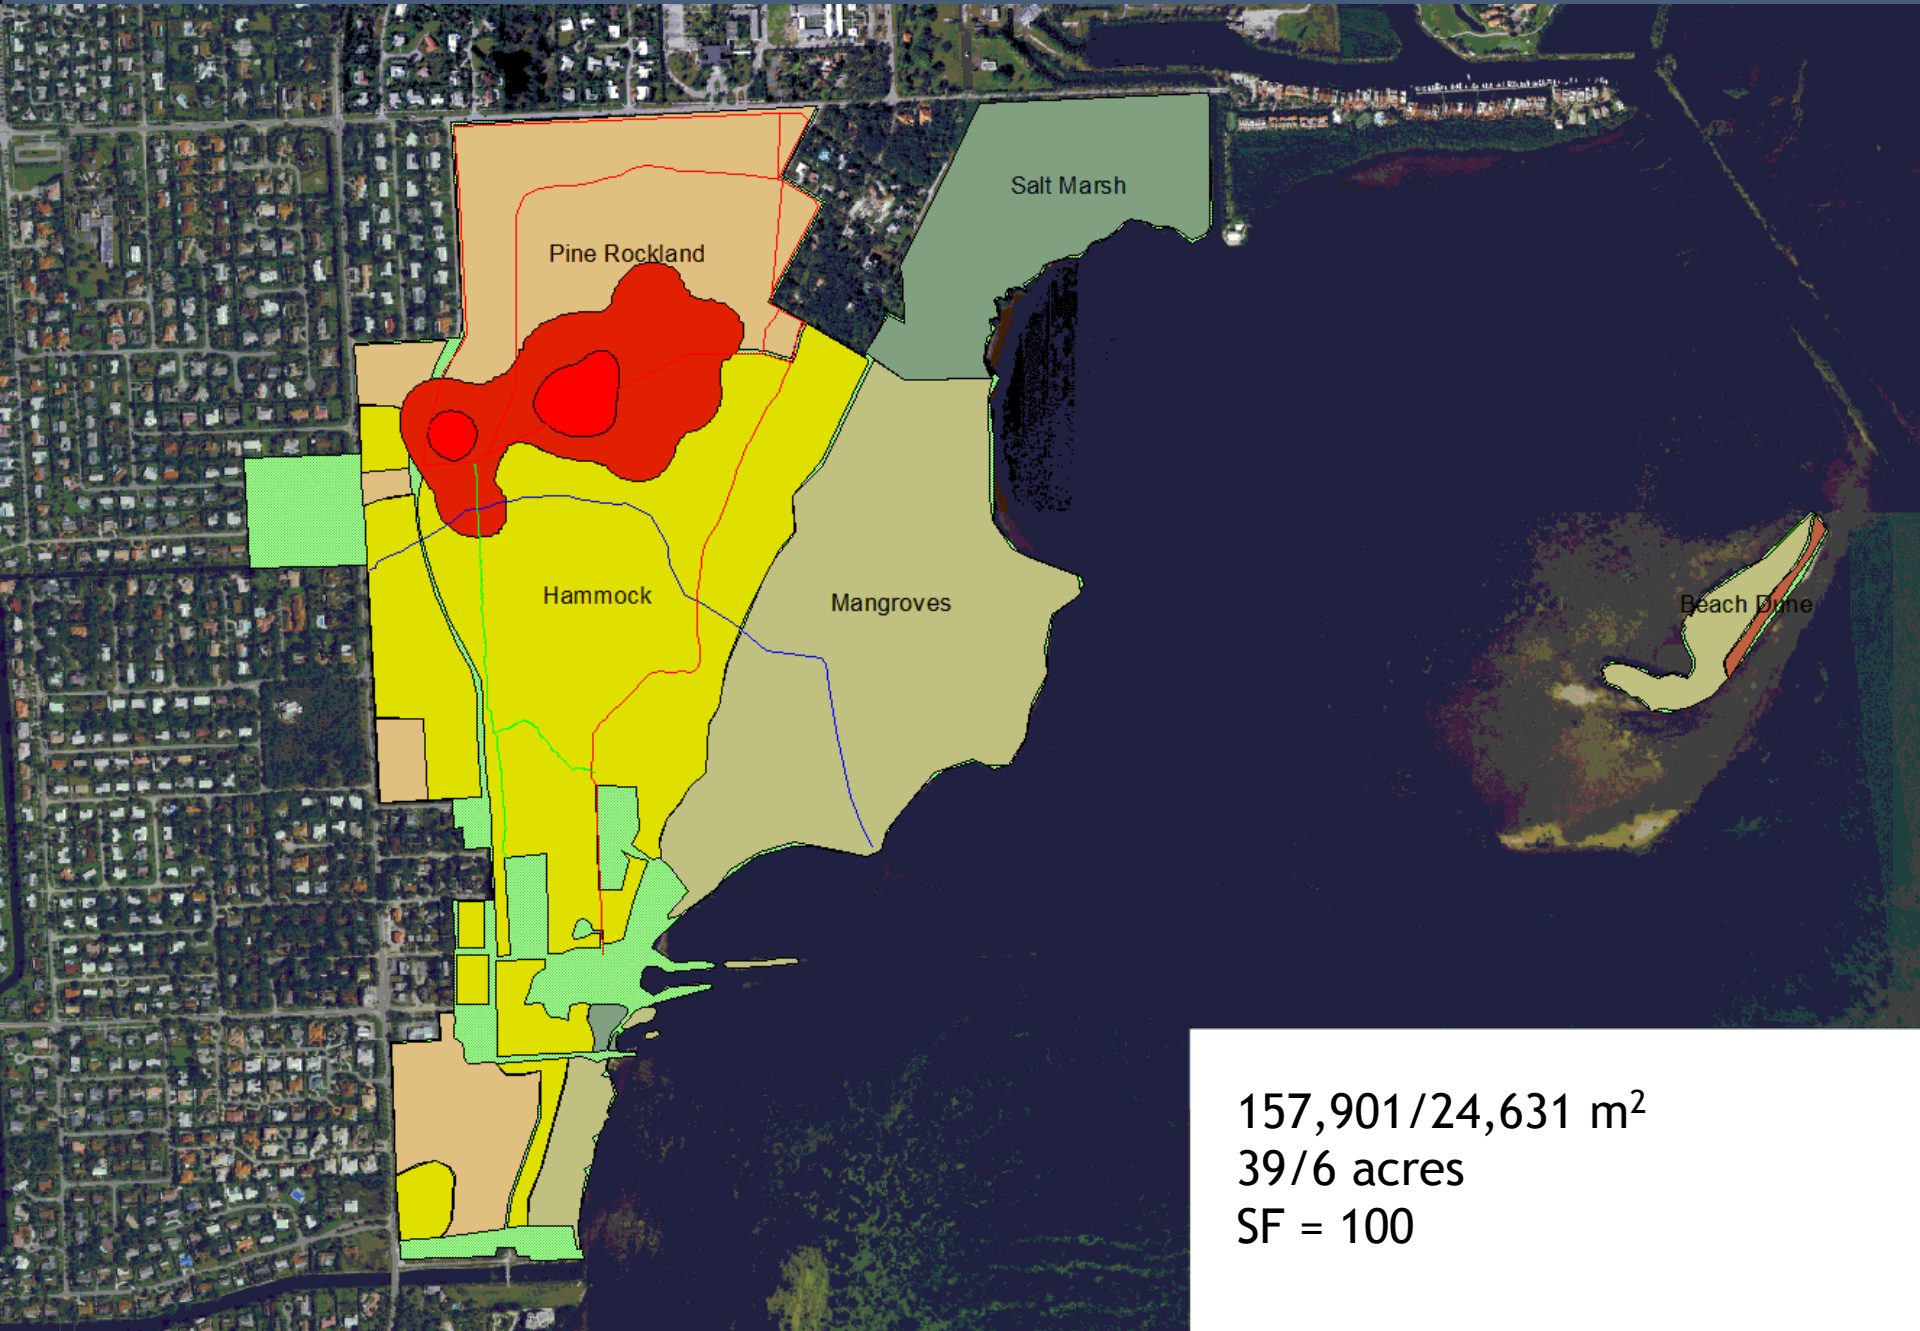 Salt Marsh
Pine Rockland
Hammock
Mangroves
Beach Dune
157,901/24,631 m²
39/6 acres
SF = 100